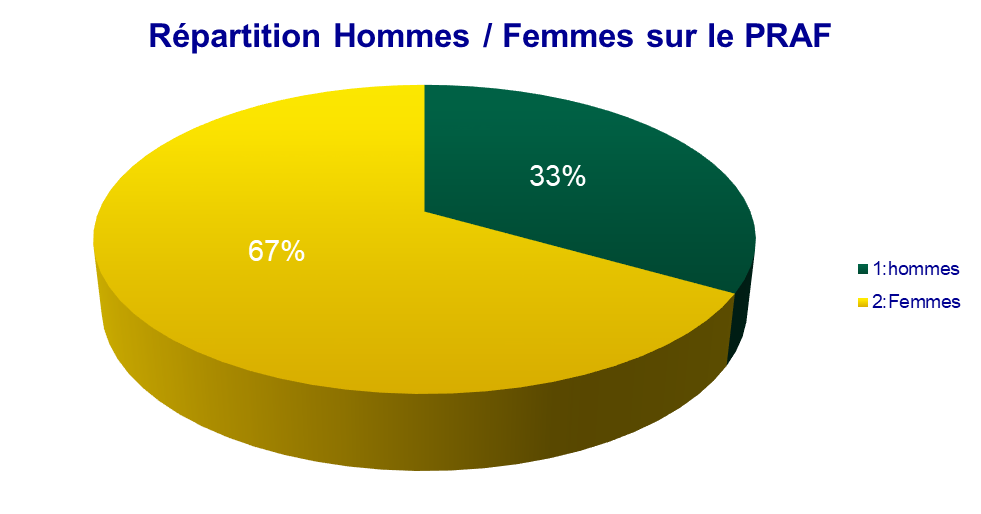 Répartition Hommes / Femmes sur le PRAF
33%
67%
1:hommes
2:Femmes